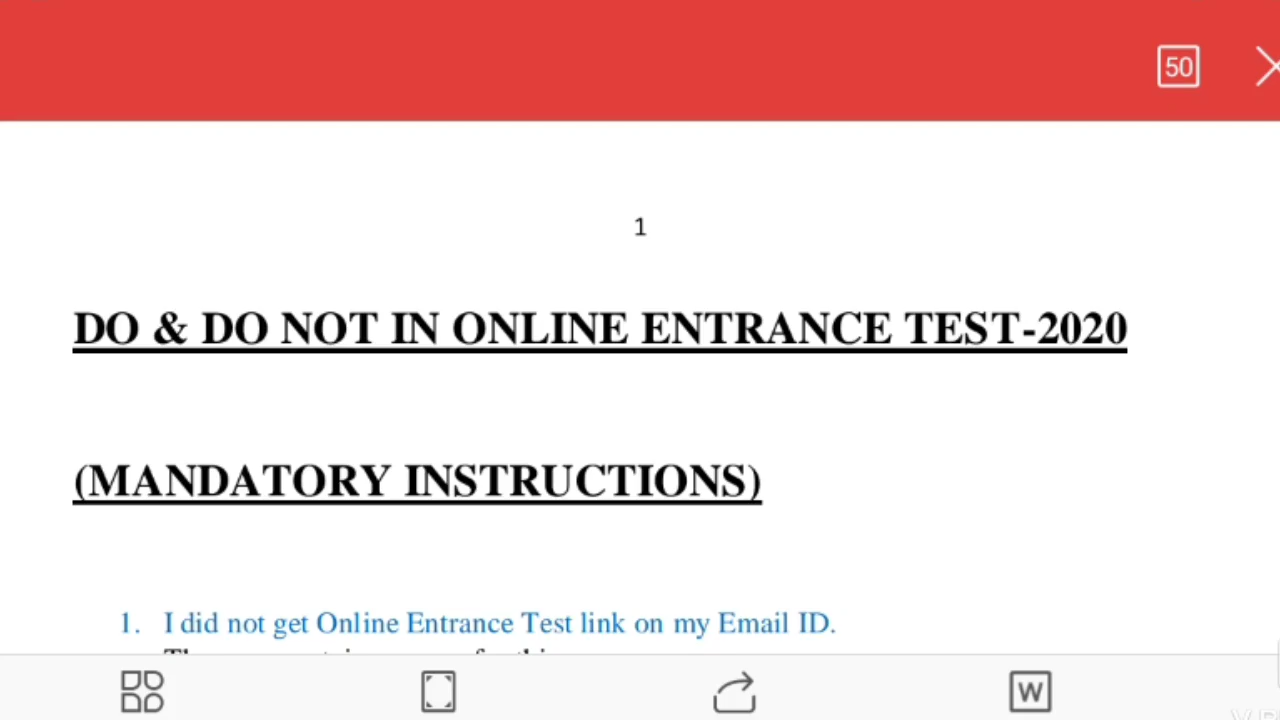 50
1
DO & DO NOT IN ONLINE ENTRANCE TEST-2020
(MANDATORY INSTRUCTIONS)
1. I did not get Online Entrance Test link on my Email ID.
W